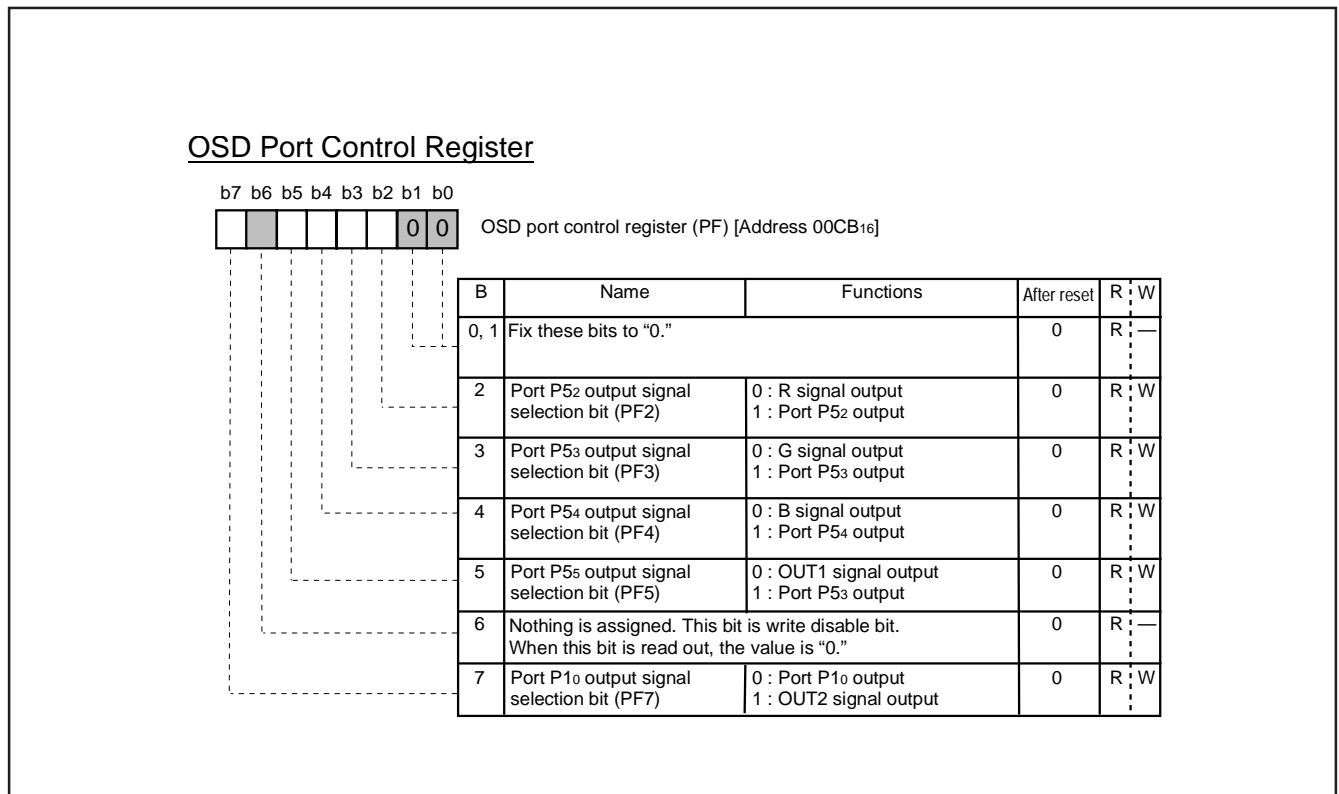 OSD Port Control Register
b7 b6 b5 b4 b3 b2 b1 b0
0 0
OSD port control register (PF) [Address 00CB16]
B Name Functions After reset R W
0, 1 Fix these bits to “0.” 0 R —
2 Port P52 output signal 0 : R signal output 0 R W
selection bit (PF2) 1 : Port P52 output
3 Port P53 output signal 0 : G signal output 0 R W
selection bit (PF3) 1 : Port P53 output
4 Port P54 output signal 0 : B signal output 0 R W
selection bit (PF4) 1 : Port P54 output
5 Port P55 output signal 0 : OUT1 signal output 0 R W
selection bit (PF5) 1 : Port P53 output
6 Nothing is assigned. This bit is write disable bit. 0 R —
When this bit is read out, the value is “0.”
7 Port P10 output signal 0 : Port P10 output 0 R W
selection bit (PF7) 1 : OUT2 signal output